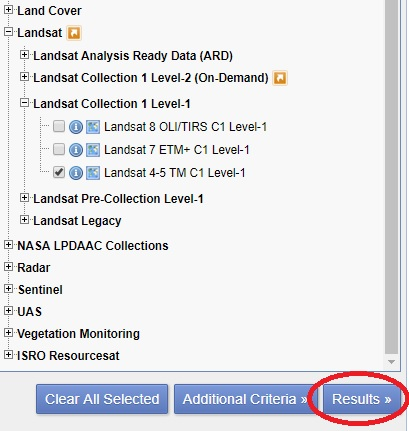 Land Cover
Landsat
Landsat Analysis Ready Data (ARD)
Landsat Collection 1 Level-2 (On-Demand)
Landsat Collection 1 Level-1
Landsat 8 OLI/TIRS C1 Level-1
Landsat 7 ETM+ C1 Level-1
Landsat 4-5 TM C1 Level-1
Landsat Pre-Collection Level-1
Landsat Legacy
NASA LPDAAC Collections
Radar
Sentinel
UAS
Vegetation Monitoring
ISRO Resourcesat
Clear All Selected Additional Criteria » Results »